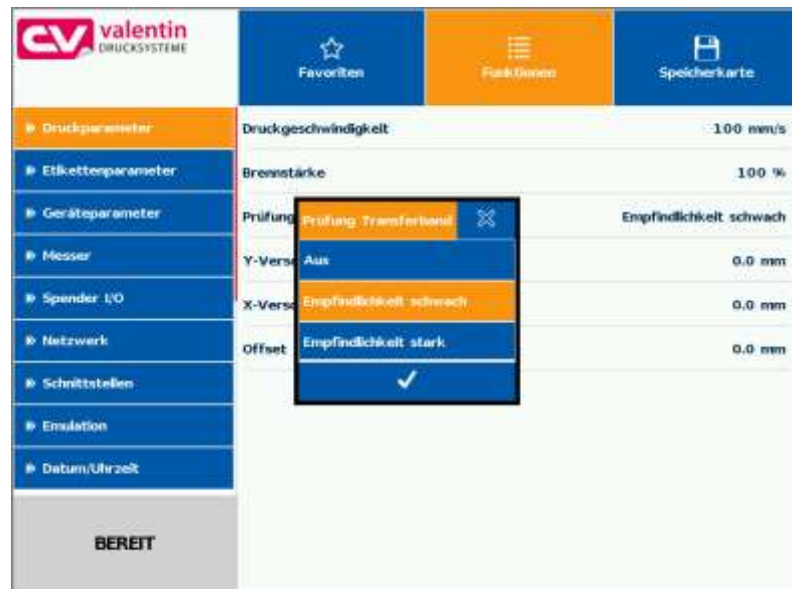 valentin
DRUCKSYSTEME
Favoriten
Funktionen
Speicherkarte
Druckparameter
Etikettenparameter
Geräteparameter
Messer
Spender I/O
Netzwerk
Schnittstellen
Emulation
Datum/Uhrzeit
BEREIT
Druckgeschwindigkeit 100 mm/s
Brennstärke 100 %
Prüfung Empfindlichkeit schwach
Y-Verse 0.0 mm
X-Verse 0.0 mm
Offset 0.0 mm
Prüfung Transferband
Aus
Empfindlichkeit schwach
Empfindlichkeit stark